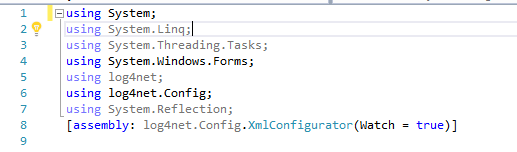 1 using System;
2 using System.Linq;
3 using System.Threading.Tasks;
4 using System.Windows.Forms;
5 using log4net;
6 using log4net.Config;
7 using System.Reflection;
8 [assembly: log4net.Config.XmlConfigurator(Watch = true)]
9